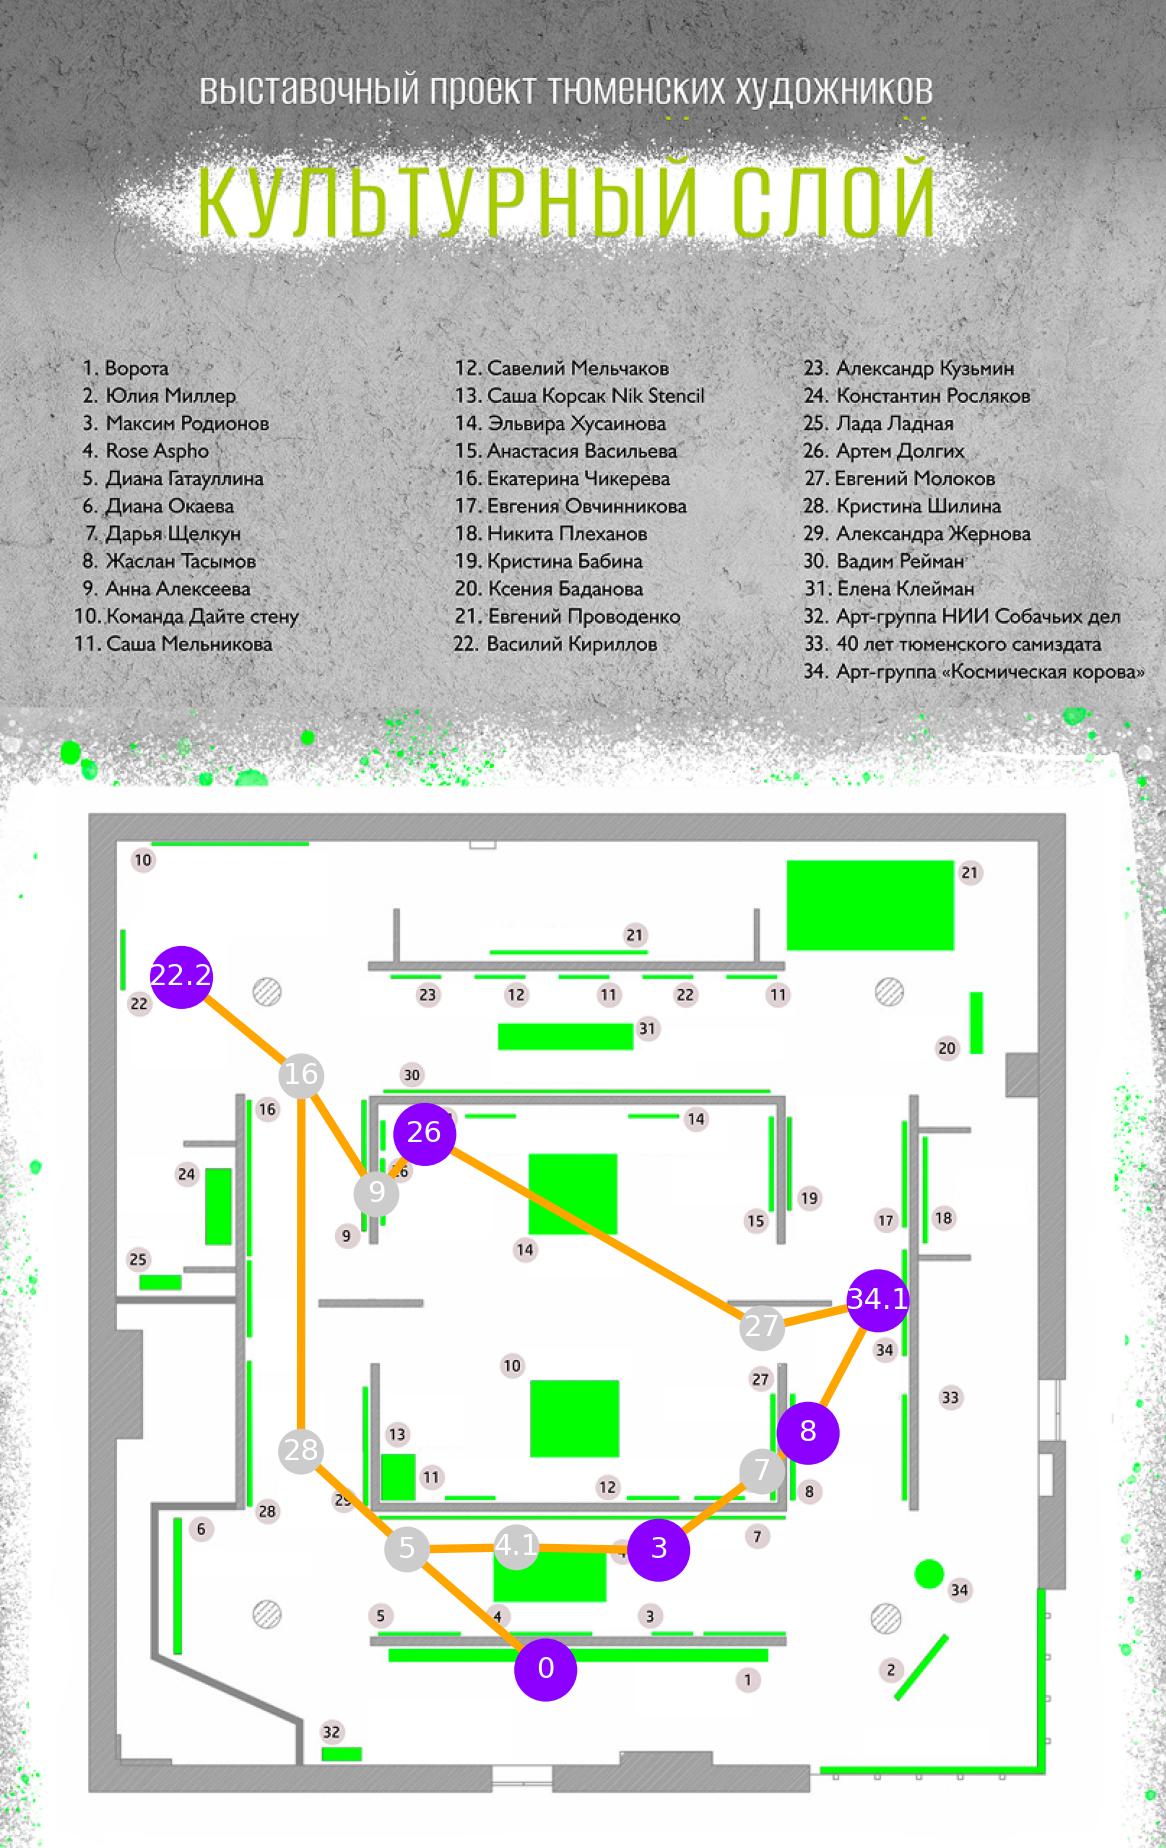 выставочный проект тюменских художников
КУЛЬТУРНЫЙ СЛОЙ
1. Ворота
2. Юлия Миллер
3. Максим Родионов
4. Rose Aspho
5. Диана Гатауллина
6. Диана Окаева
7. Дарья Щелкун
8. Жаслан Тасымов
9. Анна Алексеева
10. Команда Дайте стену
11. Саша Мельникова
12. Савелий Мельчаков
13. Саша Корсак Nik Stencil
14. Эльвира Хусаинова
15. Анастасия Васильева
16. Екатерина Чикерева
17. Евгения Овчинникова
18. Никита Плеханов
19. Кристина Бабина
20. Ксения Баданова
21. Евгений Проводенко
22. Василий Кириллов
23. Александр Кузьмин
24. Константин Росляков
25. Лада Ладная
26. Артем Долгих
27. Евгений Молоков
28. Кристина Шилина
29. Александра Жернова
30. Вадим Рейман
31. Елена Клейман
32. Арт-группа НИИ Собачьих дел
33. 40 лет тюменского самиздата
34. Арт-группа «Космическая корова»
10
21
21
22.2
22
23
12
11
22
11
31
20
16
30
16
26
14
24
26
9
19
15
17
18
9
14
25
34.1
27
34
10
27
33
8
13
28
11
7
12
8
29
28
6
7
5
4.1
3
34
5
4
3
0
2
1
32